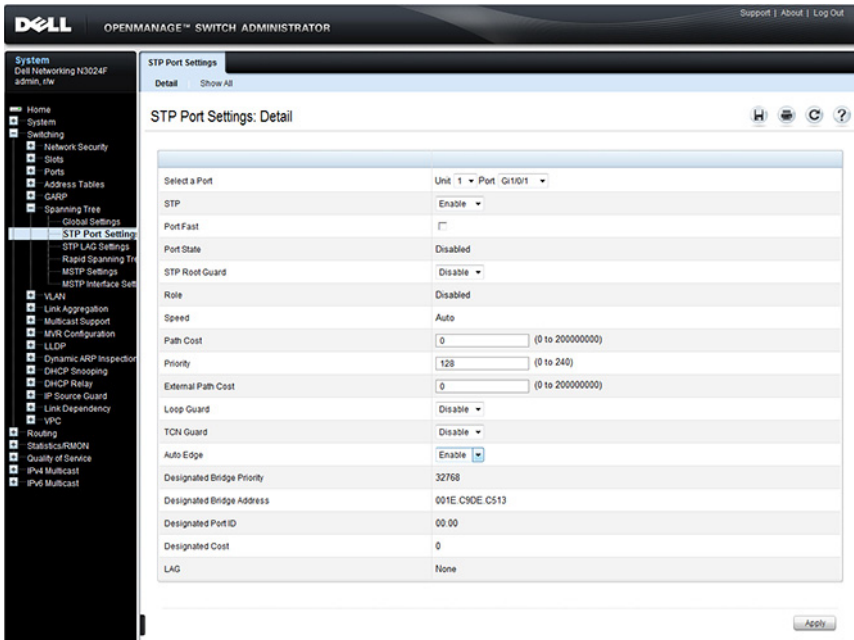 Support | About | Log Out
DELL OPENMANAGE™ SWITCH ADMINISTRATOR
System
Dell Networking N3024F
admin, r/w
Home
System
Switching
Network Security
Slots
Ports
Address Tables
GARP
Spanning Tree
Global Settings
STP Port Setting
STP LAG Settings
Rapid Spanning Tre
MSTP Settings
MSTP Interface Sett
VLAN
Link Aggregation
Multicast Support
MVR Configuration
LLDP
Dynamic ARP Inspection
DHCP Snooping
DHCP Relay
IP Source Guard
Link Dependency
VPC
Routing
Statistics/RMON
Quality of Service
IPv4 Multicast
IPv6 Multicast
STP Port Settings
Detail Show All
STP Port Settings: Detail
H ?
Select a Port Unit 1 Port Gi1/0/1
STP Enable
Port Fast
Port State Disabled
STP Root Guard Disable
Role Disabled
Speed Auto
Path Cost 0 (0 to 200000000)
Priority 128 (0 to 240)
External Path Cost 0 (0 to 200000000)
Loop Guard Disable
TCN Guard Disable
Auto Edge Enable
Designated Bridge Priority 32768
Designated Bridge Address 001E.C9DE.C513
Designated Port ID 00:00
Designated Cost 0
LAG None
Apply